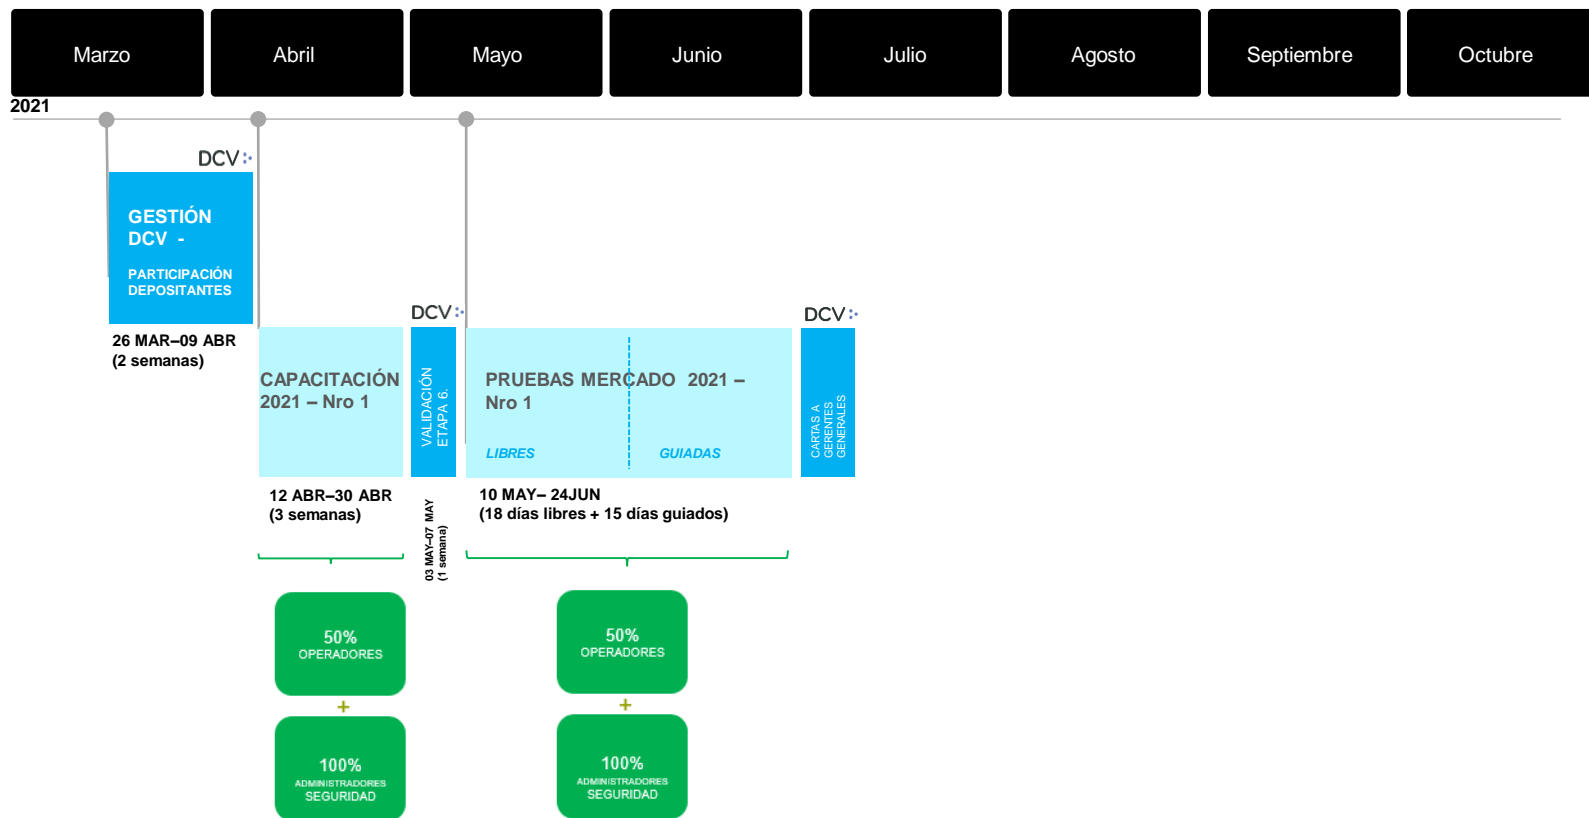 Marzo
Abril
Mayo
Junio
Julio
Agosto
Septiembre
Octubre
2021
DCV
GESTIÓN
DCV -
PARTICIPACIÓN
DEPOSITANTES
26 MAR–09 ABR
(2 semanas)
CAPACITACIÓN
2021 – Nro 1
12 ABR–30 ABR
(3 semanas)
DCV
VALIDACIÓN
ETAPA 6.
03 MAY–07 MAY
(1 semana)
PRUEBAS MERCADO 2021 –
Nro 1
LIBRES
GUIADAS
10 MAY– 24JUN
(18 días libres + 15 días guiados)
DCV
CARTAS A
GERENTES
GENERALES
50%
OPERADORES
+
100%
ADMINISTRADORES
SEGURIDAD
50%
OPERADORES
+
100%
ADMINISTRADORES
SEGURIDAD